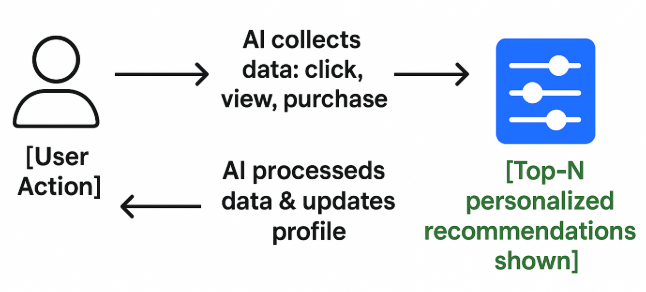 [User
Action]
AI collects
data: click,
view, purchase
AI processeds
data & updates
profile
[Top-N
personalized
recommendations
shown]